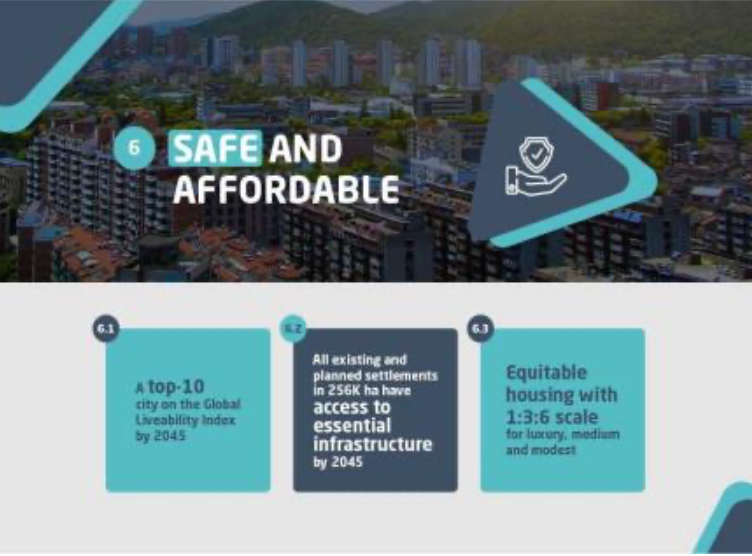 6 SAFE AND
AFFORDABLE
6.1
A top-10
city on the Global
Liveability Index
by 2045
6.2
All existing and
planned settlements
in 256K ha have
access to
essential
infrastructure
by 2045
6.3
Equitable
housing with
1:3:6 scale
for luxury, medium
and modest